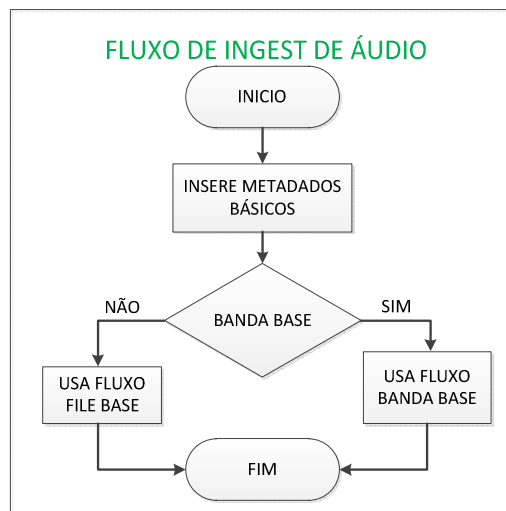 FLUXO DE INGEST DE ÁUDIO
INICIO
INSERE METADADOS
BÁSICOS
NÃO
BANDA BASE
SIM
USA FLUXO
FILE BASE
USA FLUXO
BANDA BASE
FIM